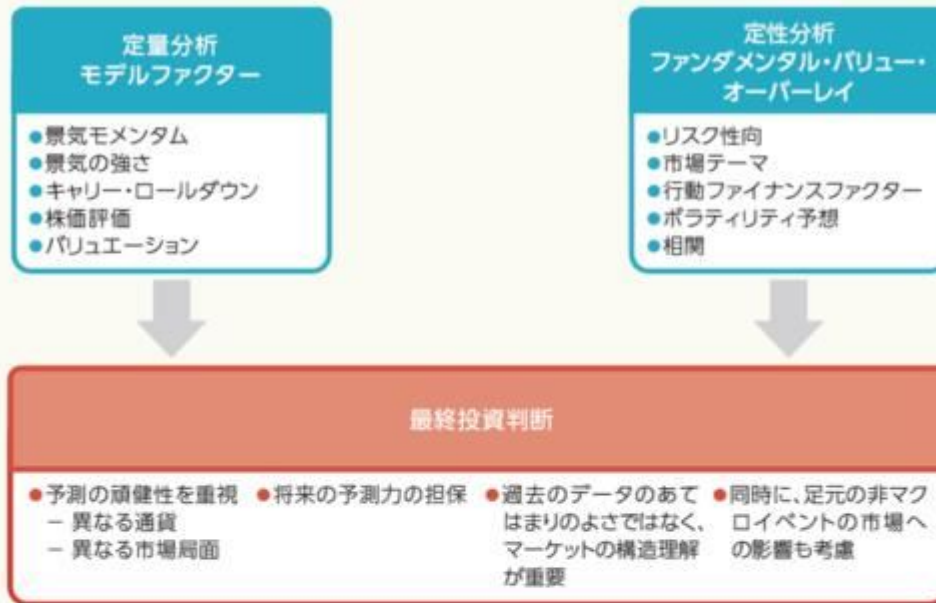 定量分析
モデルファクター
●景気モメンタム
●景気の強さ
●キャリー・ロールダウン
●株価評価
●バリュエーション
定性分析
ファンダメンタル・バリュー・
オーバーレイ
●リスク性向
●市場テーマ
●行動ファイナンスファクター
●ボラティリティ予想
●相関
最終投資判断
●予測の頑健性を重視
− 異なる通貨
− 異なる市場局面
●将来の予測力の担保
●過去のデータのあて
はまりのよさではなく、
マーケットの構造理解
が重要
●同時に、足元の非マク
ロイベントの市場へ
の影響も考慮